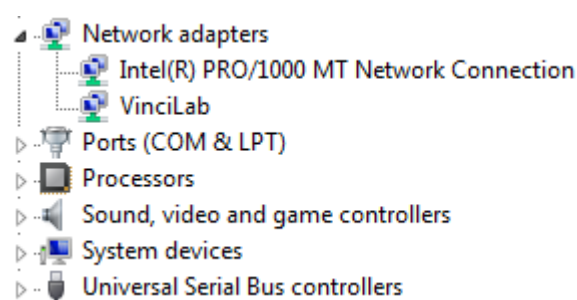 Network adapters
Intel(R) PRO/1000 MT Network Connection
VinciLab
Ports (COM & LPT)
Processors
Sound, video and game controllers
System devices
Universal Serial Bus controllers